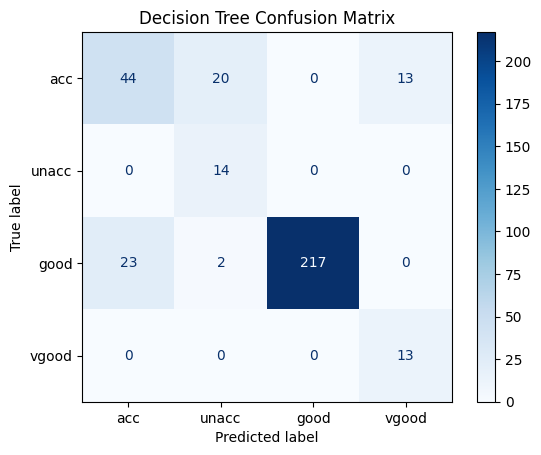 Decision Tree Confusion Matrix
acc 44 20 0 13
unacc 0 14 0 0
good 23 2 217 0
vgood 0 0 0 13
acc unacc good vgood
Predicted label
True label
200
175
150
125
100
75
50
25
0